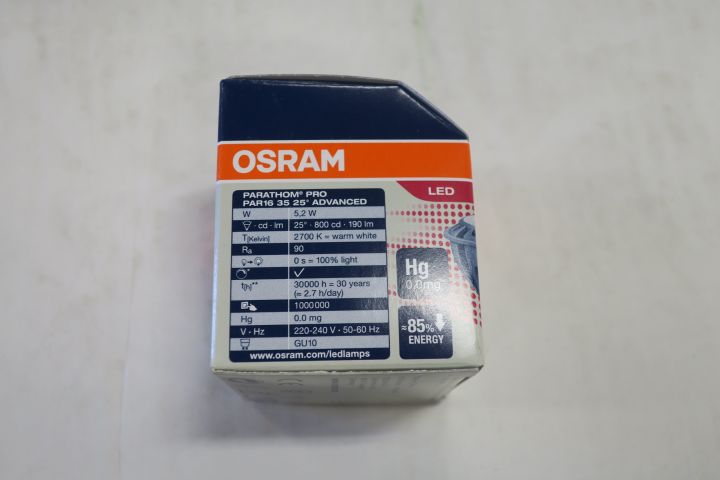 OSRAM
LED
PARATHOM® PRO
PAR16 35 25° ADVANCED
W 5,2 W
· cd · lm 25° · 800 cd · 190 lm
T[Kelvin] 2700 K = warm white
Ra 90
0 s = 100% light
*
t[h]** 30000 h = 30 years
(= 2.7 h/day)
1000000
Hg 0.0 mg
V · Hz 220-240 V · 50-60 Hz
GU10
www.osram.com/ledlamps
Hg
0.0mg
≈85%
ENERGY
CE